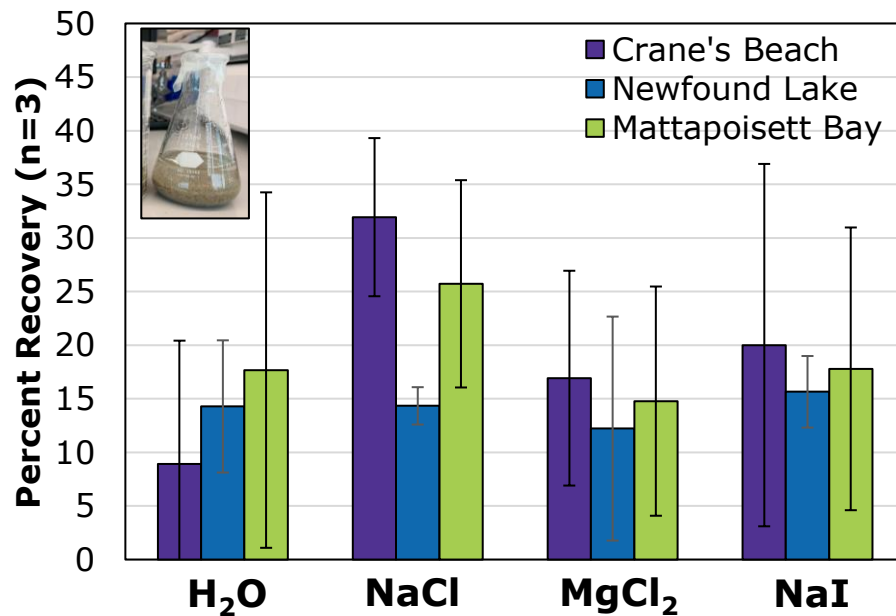 Percent Recovery (n=3)
50
45
40
35
30
25
20
15
10
5
0
Crane's Beach
Newfound Lake
Mattapoisett Bay
H₂O
NaCl
MgCl₂
NaI